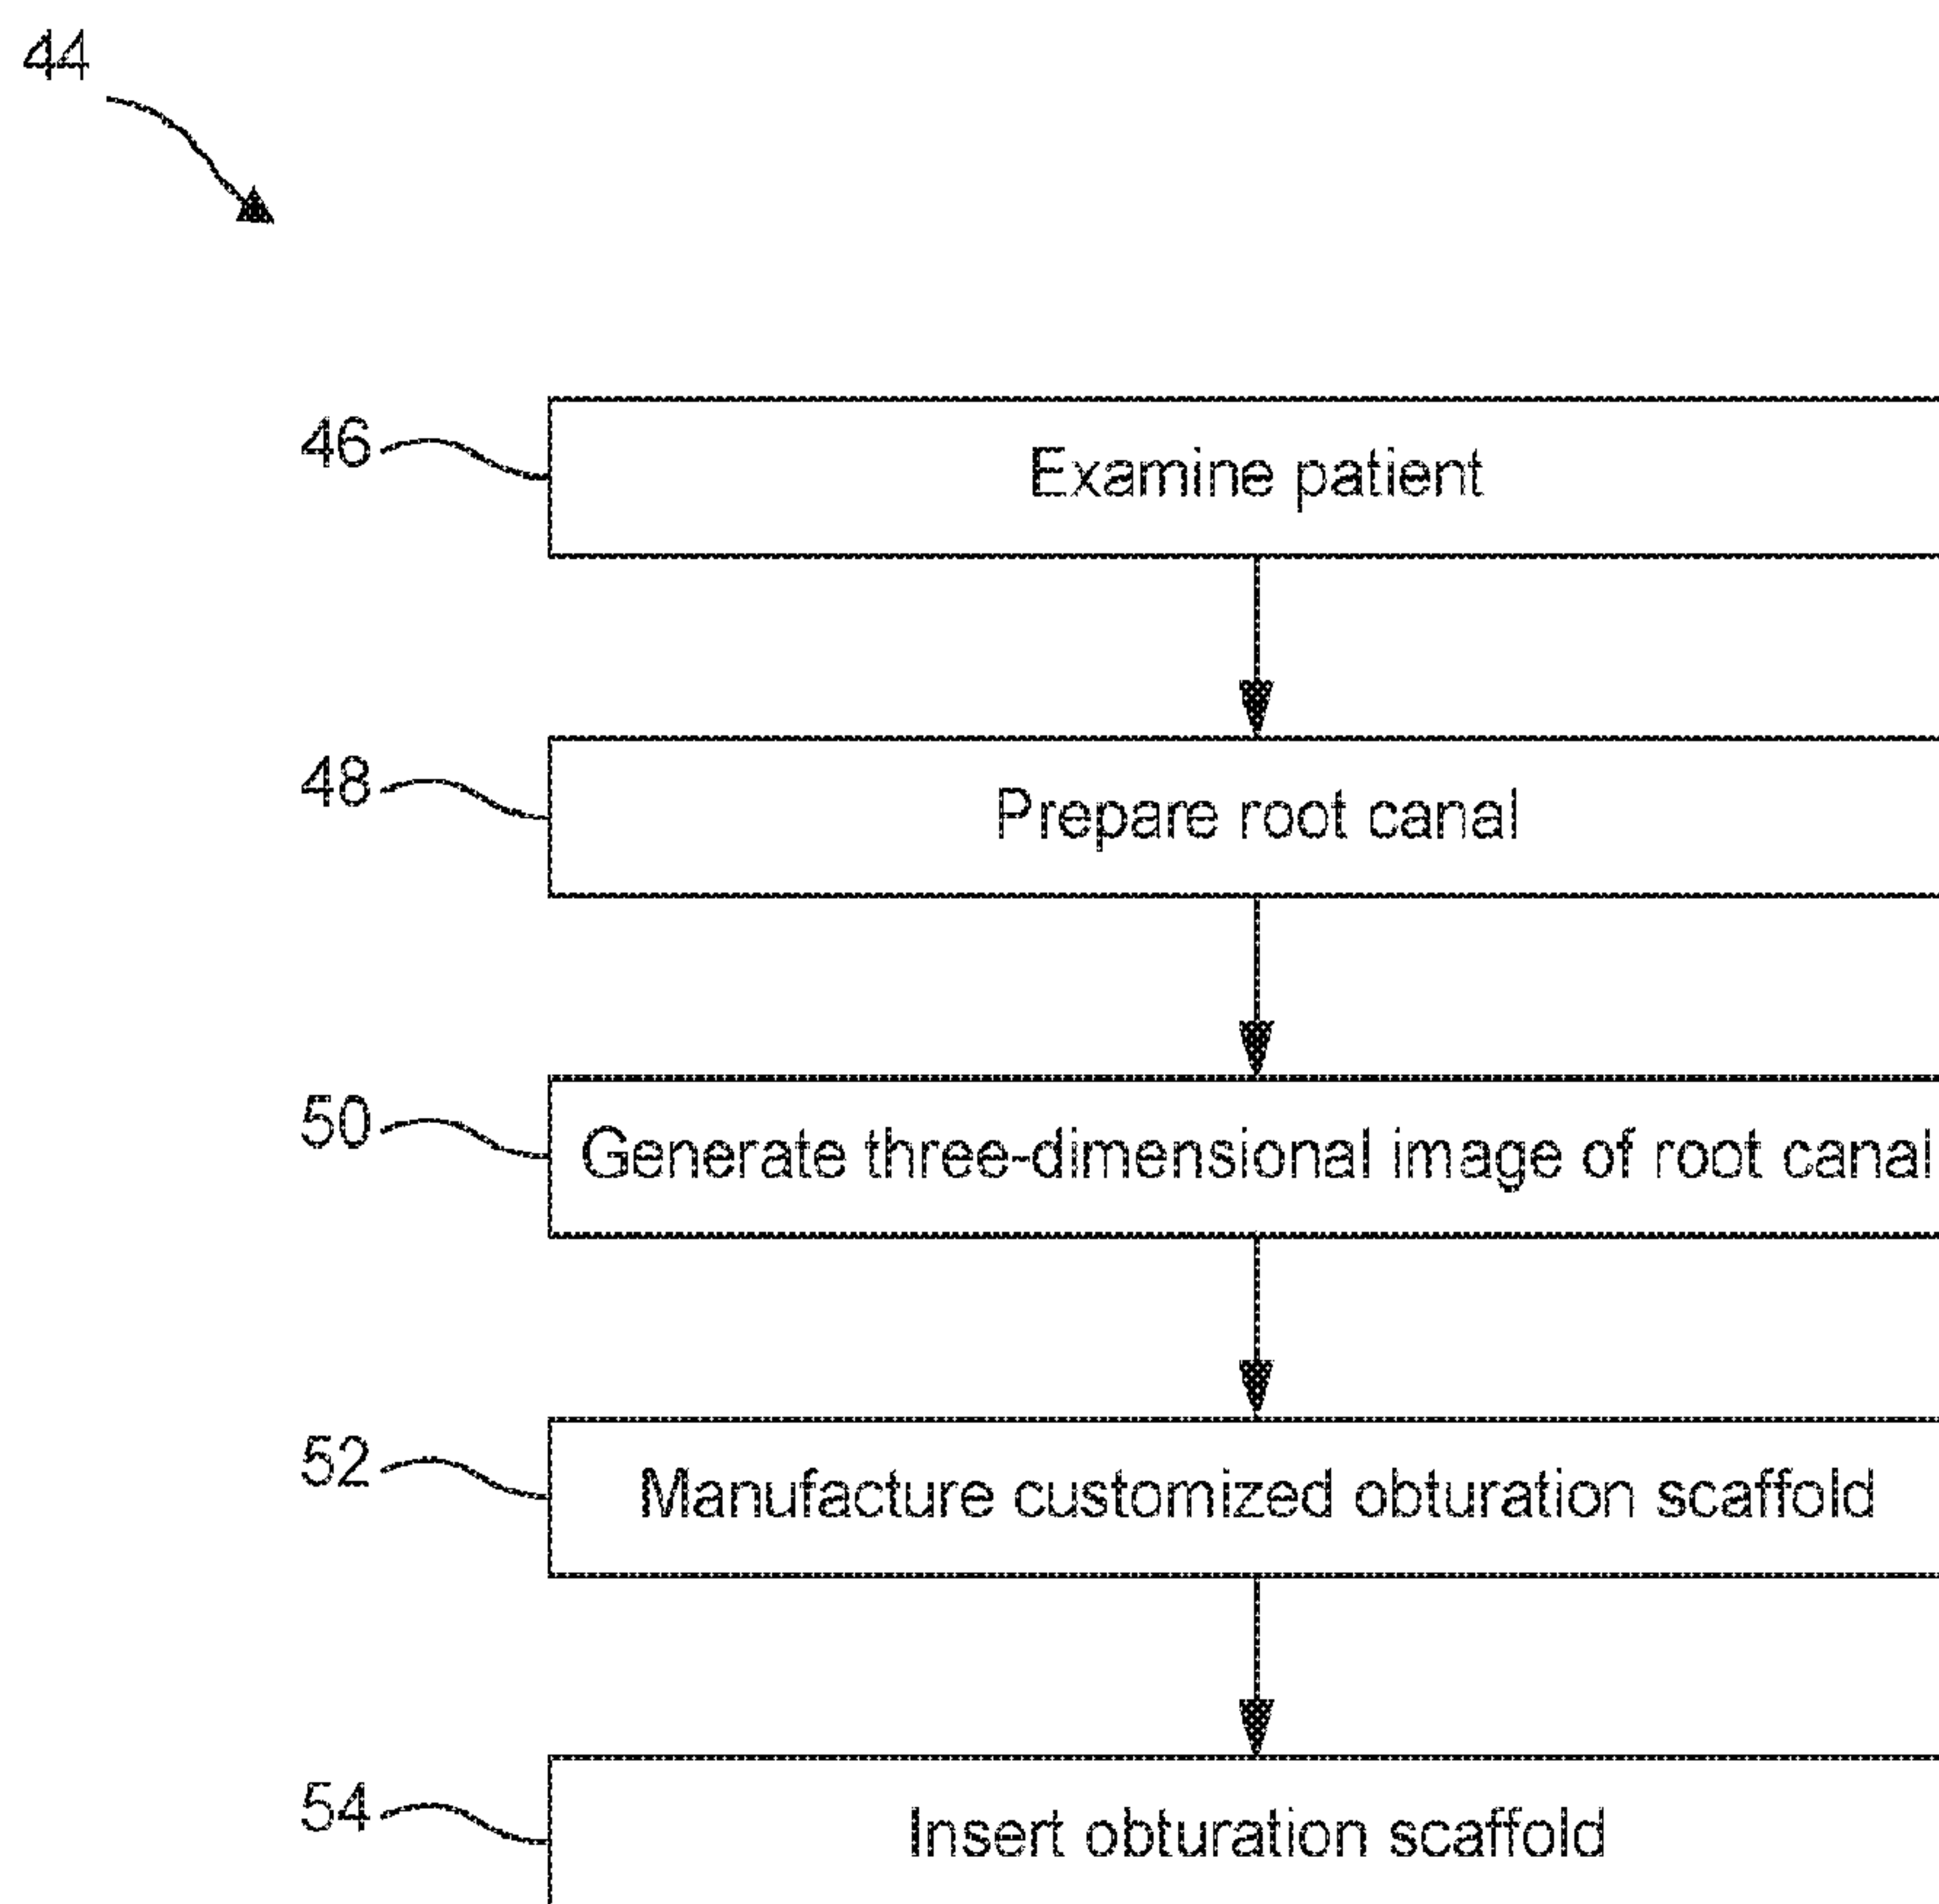 44
46 Examine patient
48 Prepare root canal
50 Generate three-dimensional image of root canal
52 Manufacture customized obturation scaffold
54 Insert obturation scaffold